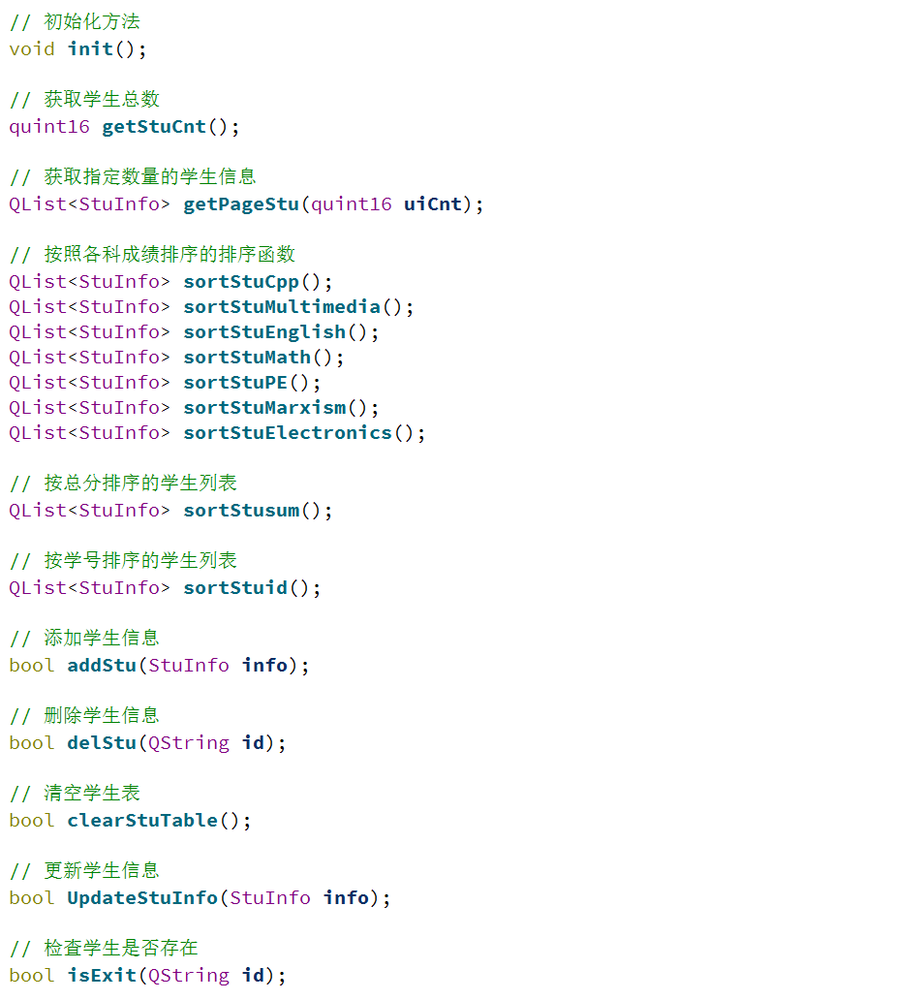 // 初始化方法
void init();
// 获取学生总数
quint16 getStuCnt();
// 获取指定数量的学生信息
QList<StuInfo> getPageStu(quint16 uiCnt);
// 按照各科成绩排序的排序函数
QList<StuInfo> sortStuCpp();
QList<StuInfo> sortStuMultimedia();
QList<StuInfo> sortStuEnglish();
QList<StuInfo> sortStuMath();
QList<StuInfo> sortStuPE();
QList<StuInfo> sortStuMarxism();
QList<StuInfo> sortStuElectronics();
// 按总分排序的学生列表
QList<StuInfo> sortStusum();
// 按学号排序的学生列表
QList<StuInfo> sortStuid();
// 添加学生信息
bool addStu(StuInfo info);
// 删除学生信息
bool delStu(QString id);
// 清空学生表
bool clearStuTable();
// 更新学生信息
bool UpdateStuInfo(StuInfo info);
// 检查学生是否存在
bool isExit(QString id);